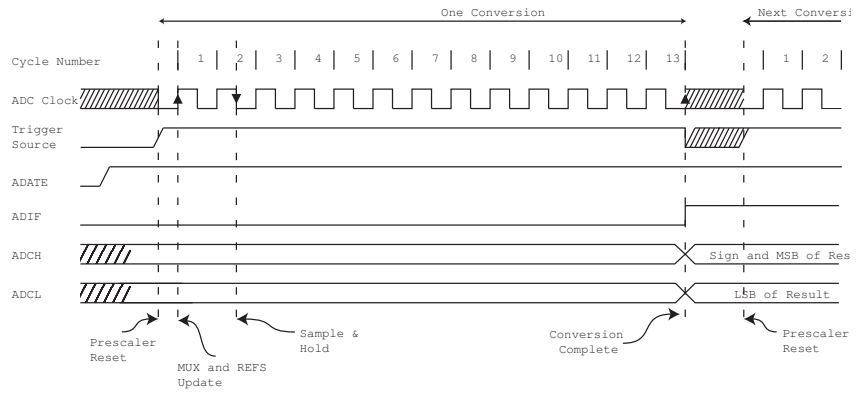 One Conversion
Next Conversi
Cycle Number
1 2 3 4 5 6 7 8 9 10 11 12 13 1 2
ADC Clock
Trigger
Source
ADATE
ADIF
ADCH
Sign and MSB of Res
ADCL
LSB of Result
Prescaler
Reset
MUX and REFS
Update
Sample &
Hold
Conversion
Complete
Prescaler
Reset